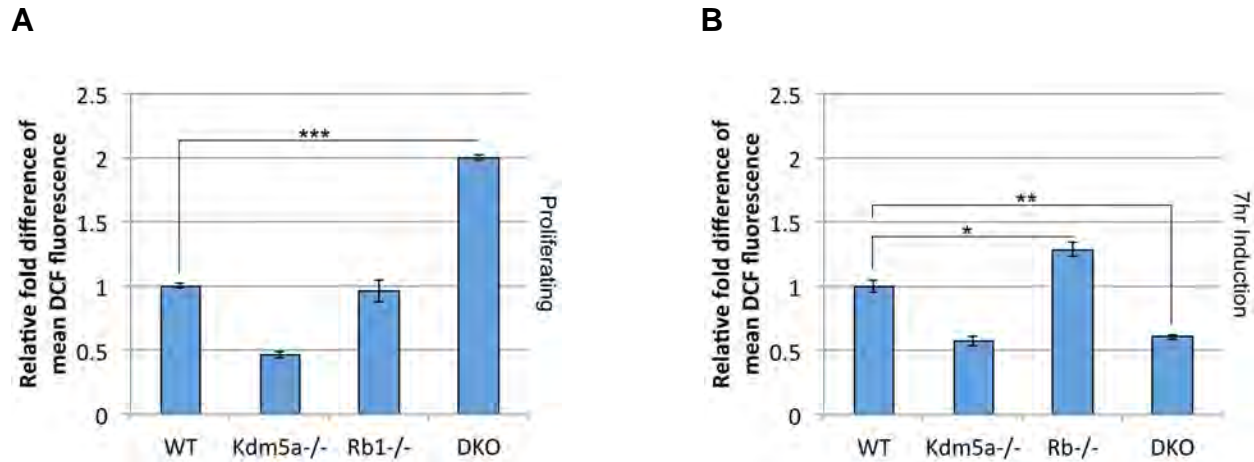 A
Relative fold difference of
mean DCF fluorescence
2.5
2
1.5
1
0.5
0
***
WT Kdm5a-/- Rb1-/- DKO
Proliferating
B
Relative fold difference of
mean DCF fluorescence
2.5
2
1.5
1
0.5
0
**
*
WT Kdm5a-/- Rb-/- DKO
7hr Induction